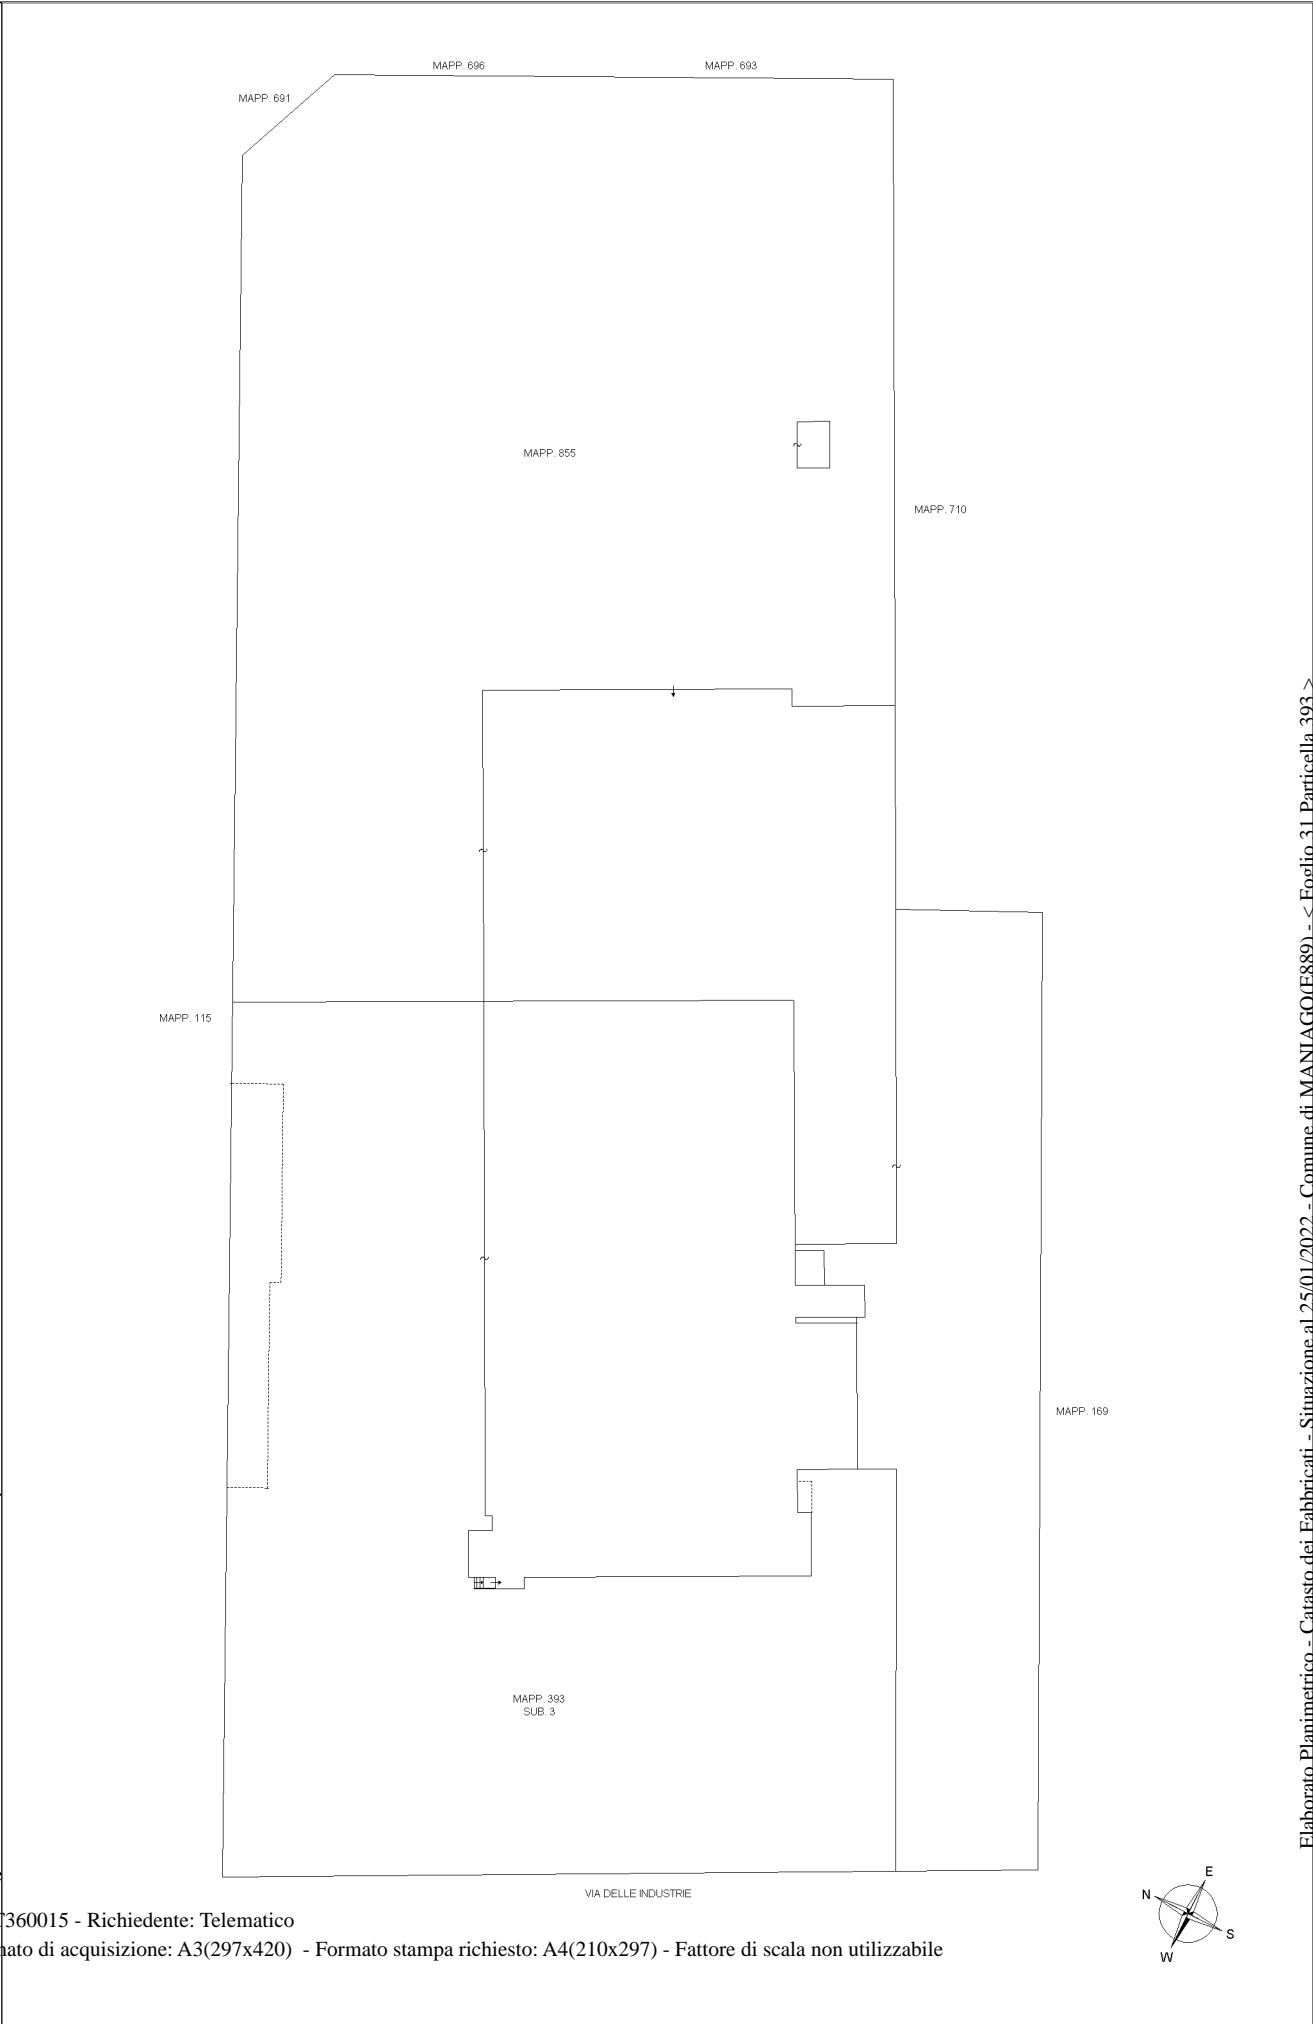 MAPP. 696
MAPP. 693
MAPP. 691
MAPP. 855
MAPP. 710
MAPP. 115
MAPP. 169
MAPP. 393
SUB. 3
VIA DELLE INDUSTRIE
N
E
S
W
T360015 - Richiedente: Telematico
di acquisizione: A3(297x420) - Formato stampa richiesto: A4(210x297) - Fattore di scala non utilizzabile
Elaborato Planimetrico - Catasto dei Fabbricati - Situazione al 25/01/2022 - Comune di MANIAGO(E889) - < Foglio 31 Particella 393 >